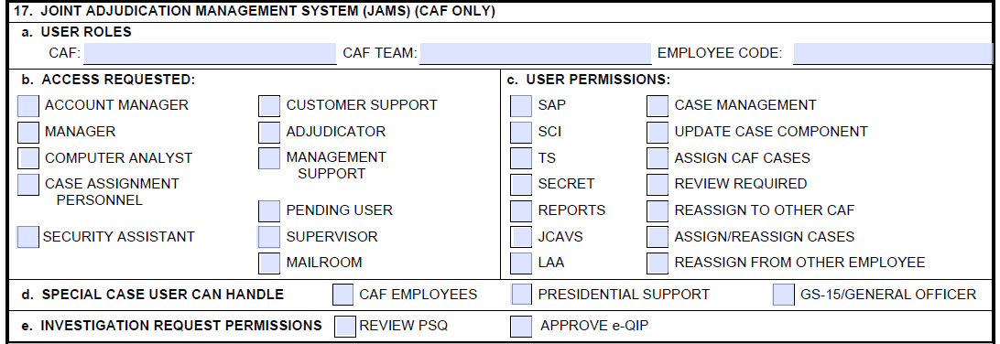 17. JOINT ADJUDICATION MANAGEMENT SYSTEM (JAMS) (CAF ONLY)
a. USER ROLES
CAF: CAF TEAM: EMPLOYEE CODE:
b. ACCESS REQUESTED:
ACCOUNT MANAGER
MANAGER
COMPUTER ANALYST
CASE ASSIGNMENT
PERSONNEL
SECURITY ASSISTANT
CUSTOMER SUPPORT
ADJUDICATOR
MANAGEMENT
SUPPORT
PENDING USER
SUPERVISOR
MAILROOM
c. USER PERMISSIONS:
SAP
SCI
TS
SECRET
REPORTS
JCAVS
LAA
CASE MANAGEMENT
UPDATE CASE COMPONENT
ASSIGN CAF CASES
REVIEW REQUIRED
REASSIGN TO OTHER CAF
ASSIGN/REASSIGN CASES
REASSIGN FROM OTHER EMPLOYEE
d. SPECIAL CASE USER CAN HANDLE CAF EMPLOYEES PRESIDENTIAL SUPPORT GS-15/GENERAL OFFICER
e. INVESTIGATION REQUEST PERMISSIONS REVIEW PSQ APPROVE e-QIP